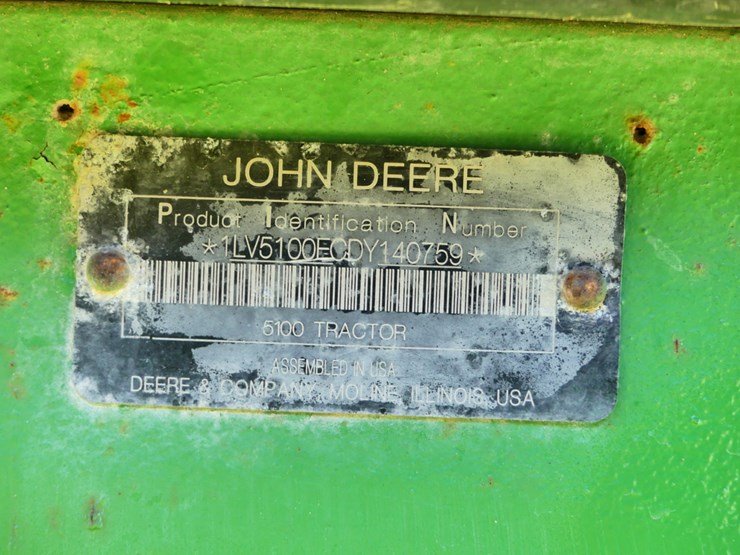 JOHN DEERE
Product Identification Number
*1LV5100ECDY140759*
5100 TRACTOR
ASSEMBLED IN USA
DEERE & COMPANY MOLINE ILLINOIS USA